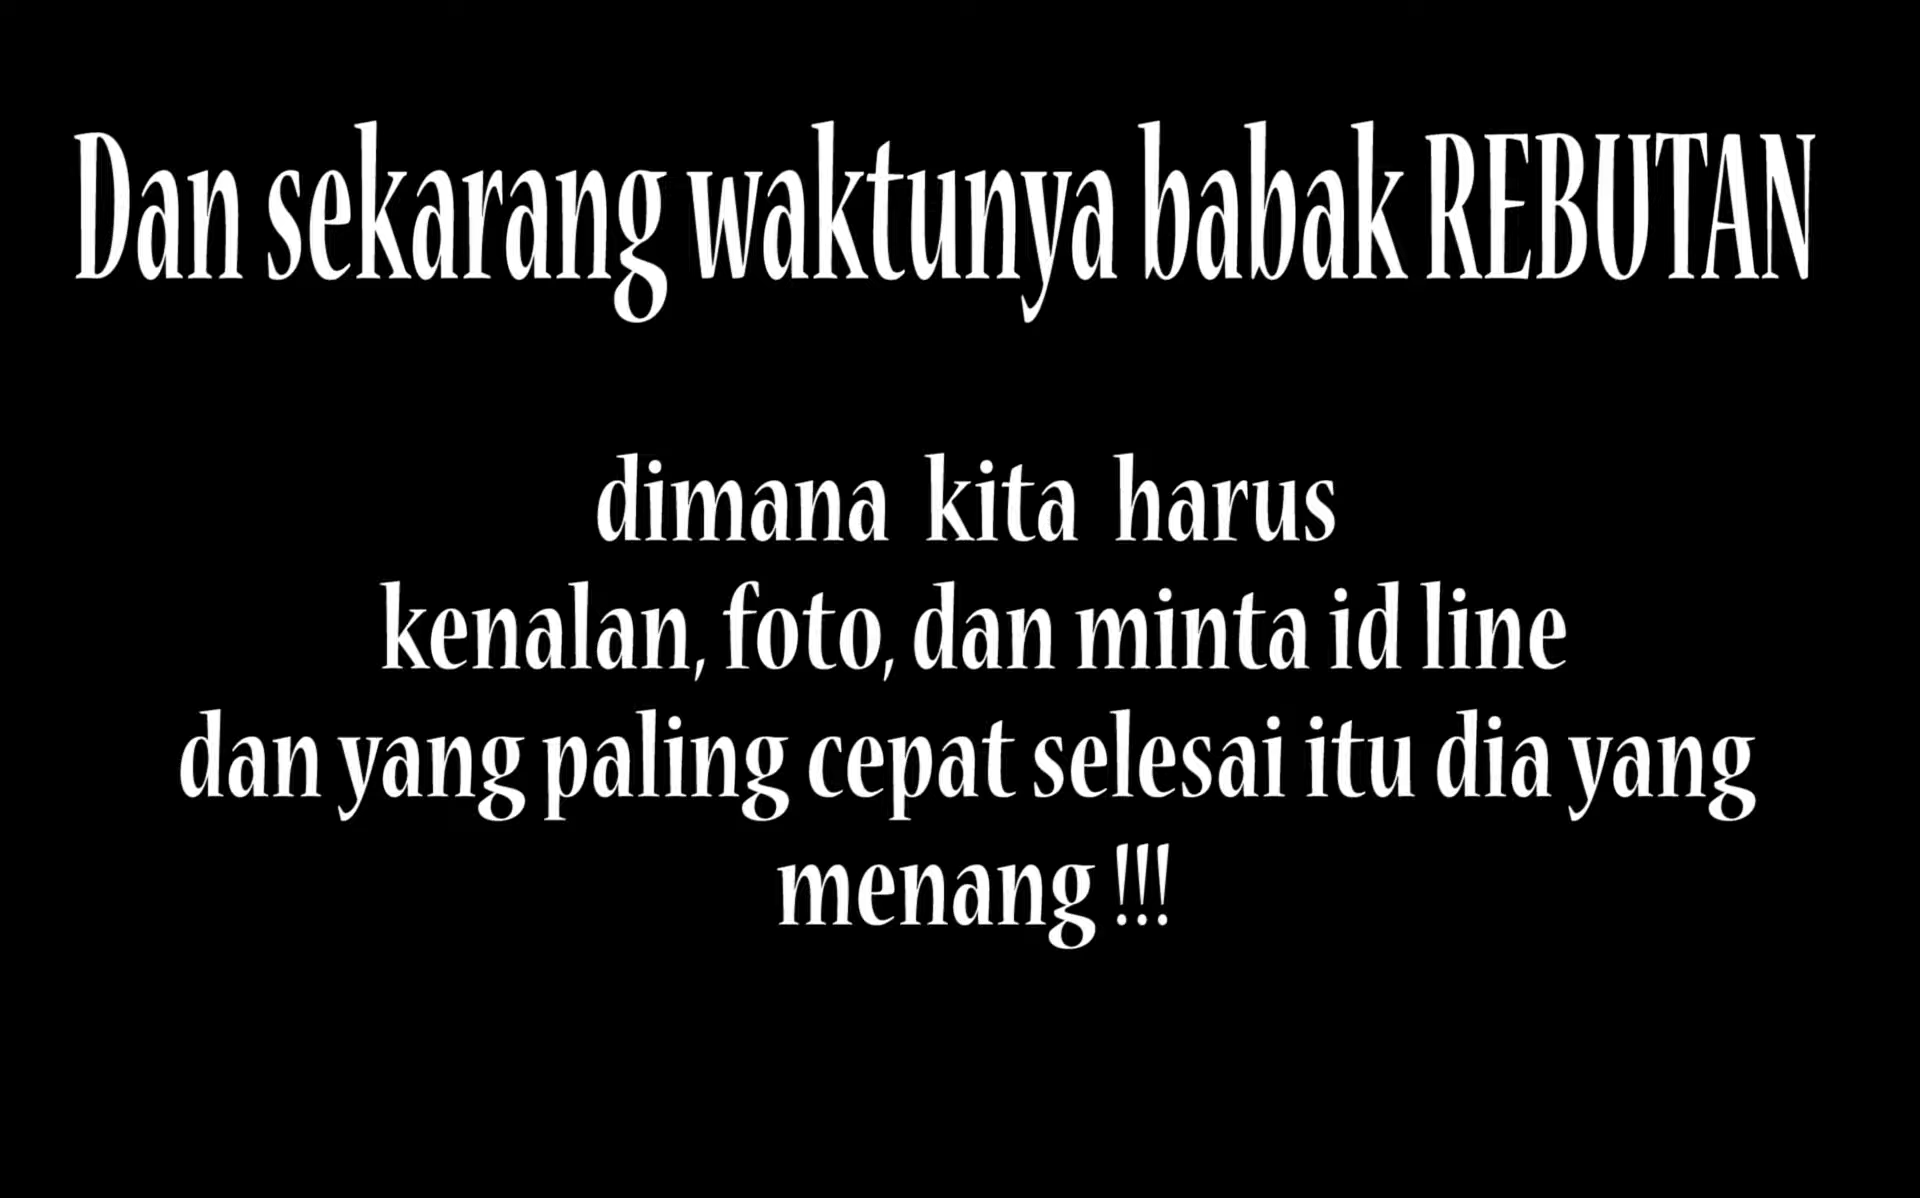 Dan sekarang waktunya babak REBUTAN
dimana kita harus
kenalan, foto, dan minta id line
dan yang paling cepat selesai itu dia yang
menang !!!